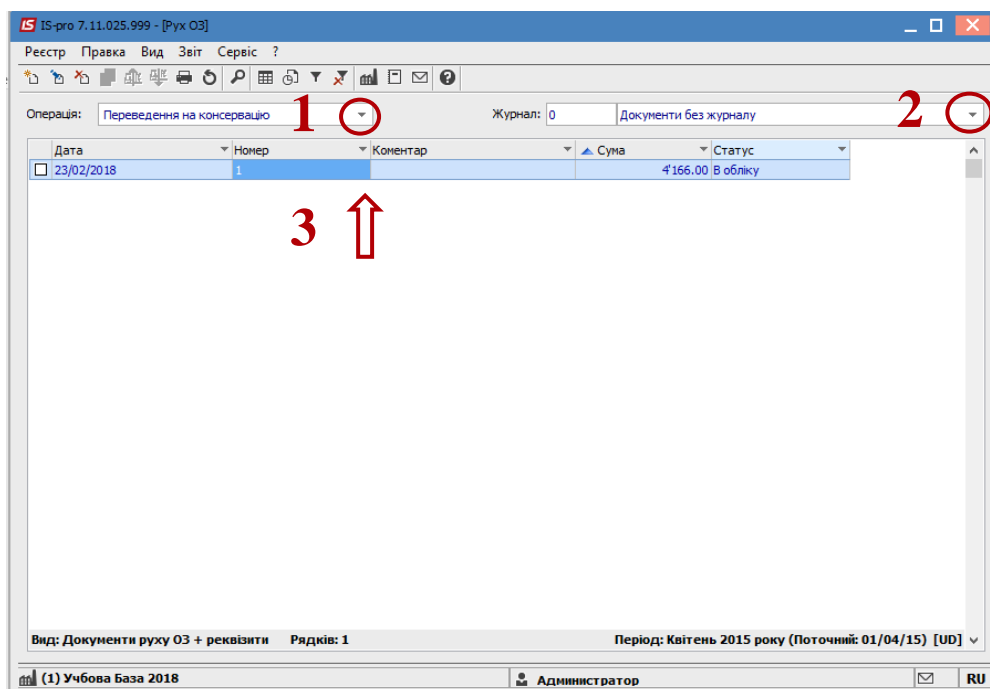 IS-pro 7.11.025.999 - [Рух ОЗ]
Реєстр Правка Вид Звіт Сервіс ?
Операція: Переведення на консервацію 1 Журнал: 0 Документи без журналу 2
Дата Номер Коментар Сума Статус
23/02/2018 1 4'166.00 В обліку
3
Вид: Документи руху ОЗ + реквізити Рядків: 1 Період: Квітень 2015 року (Поточний: 01/04/15) [UD]
(1) Учбова База 2018 Администратор RU